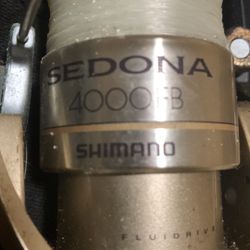 SEDONA
4000FB
SHIMANO
FLUIDRIVE